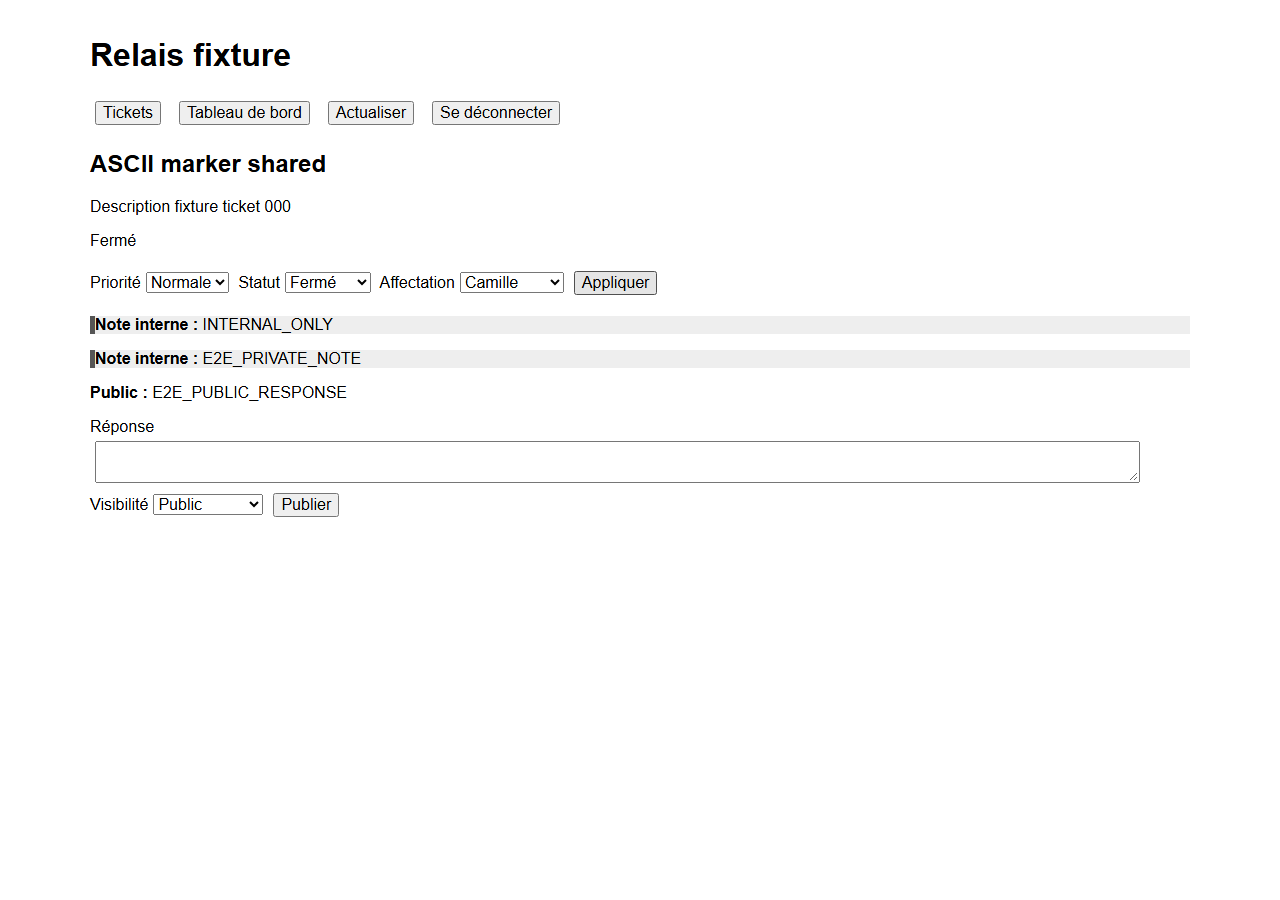 Relais fixture
Tickets Tableau de bord Actualiser Se déconnecter
ASCII marker shared
Description fixture ticket 000
Fermé
Priorité Normale Statut Fermé Affectation Camille Appliquer
Note interne : INTERNAL_ONLY
Note interne : E2E_PRIVATE_NOTE
Public : E2E_PUBLIC_RESPONSE
Réponse
Visibilité Public Publier